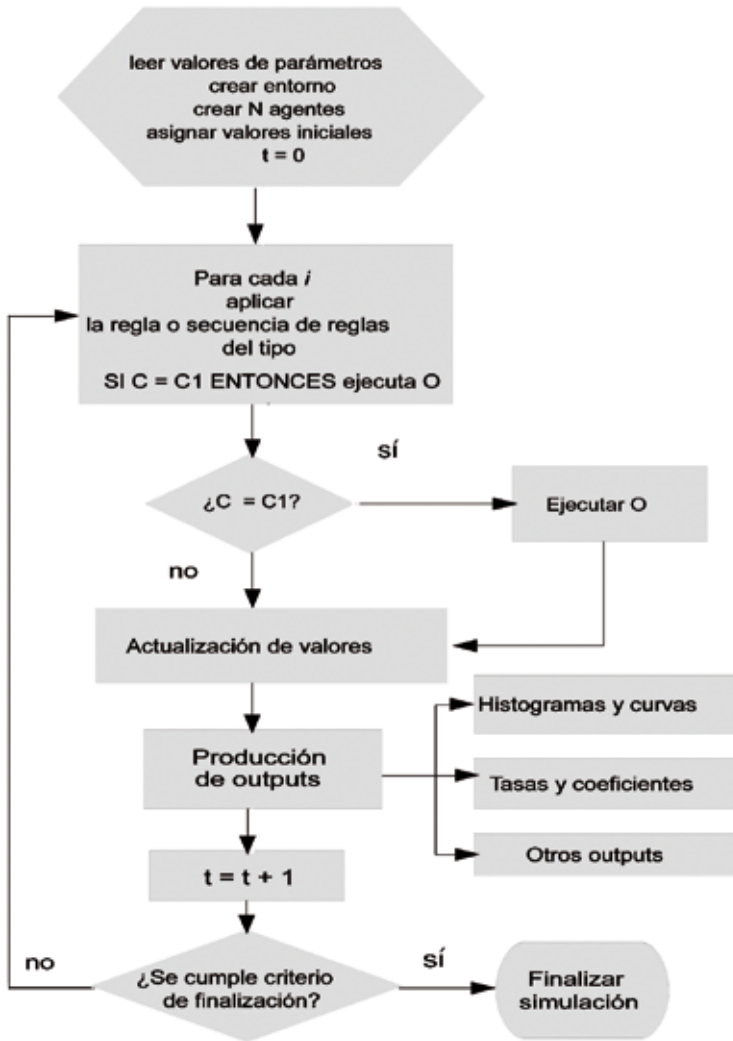 leer valores de parámetros
crear entorno
crear N agentes
asignar valores iniciales
t = 0
Para cada i
aplicar
la regla o secuencia de reglas
del tipo
SI C = C1 ENTONCES ejecuta O
sí
¿C = C1?
Ejecutar O
no
Actualización de valores
Histogramas y curvas
Producción
de outputs
Tasas y coeficientes
Otros outputs
t = t + 1
no
¿Se cumple criterio
de finalización?
sí
Finalizar
simulación